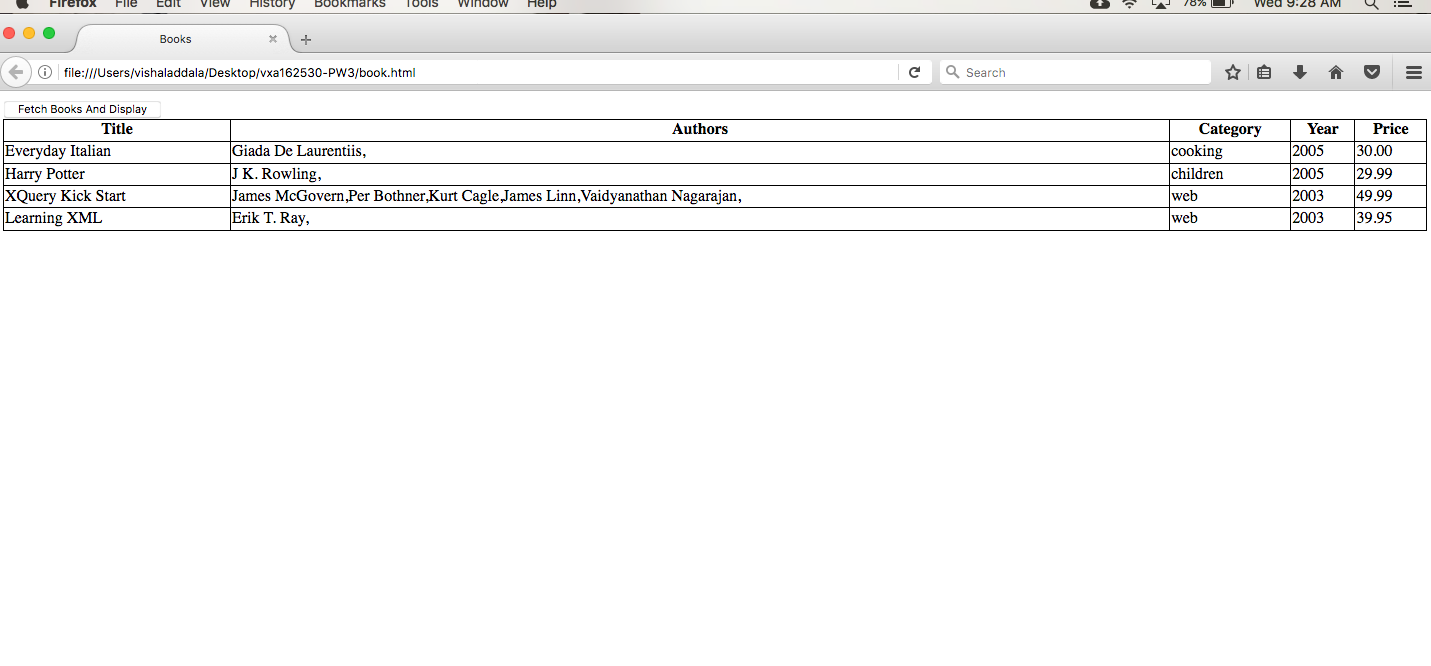 Firefox File Edit View History Bookmarks Tools Window Help 78% Wed 9:28 AM
Books
file:///Users/vishaladdala/Desktop/vxa162530-PW3/book.html Search
Fetch Books And Display
Title Authors Category Year Price
Everyday Italian Giada De Laurentiis, cooking 2005 30.00
Harry Potter J K. Rowling, children 2005 29.99
XQuery Kick Start James McGovern,Per Bothner,Kurt Cagle,James Linn,Vaidyanathan Nagarajan, web 2003 49.99
Learning XML Erik T. Ray, web 2003 39.95